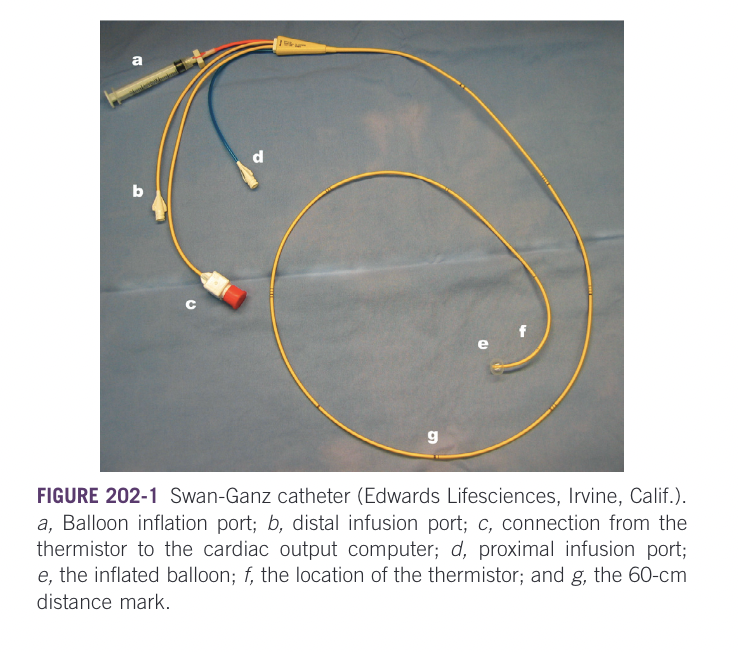 a
d
b
c
f
e
g
FIGURE 202-1 Swan-Ganz catheter (Edwards Lifesciences, Irvine, Calif.).
a, Balloon inflation port; b, distal infusion port; c, connection from the
thermistor to the cardiac output computer; d, proximal infusion port;
e, the inflated balloon; f, the location of the thermistor; and g, the 60-cm
distance mark.